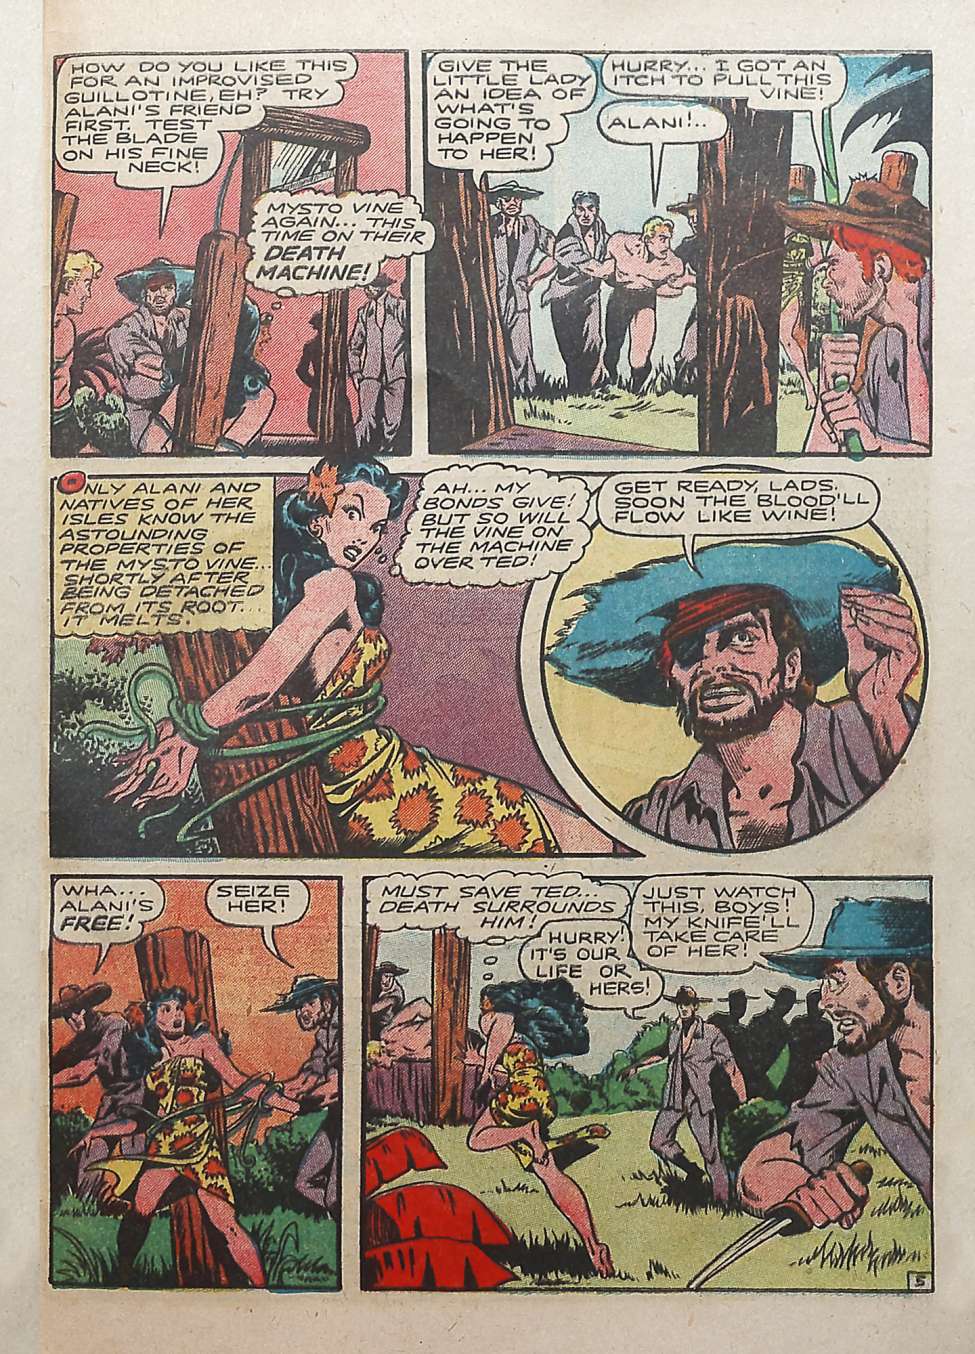 HOW DO YOU LIKE THIS
FOR AN IMPROVISED
GUILLOTINE, EH? TRY
ALANI'S FRIEND
FIRST. TEST
THE BLADE
ON HIS FINE
NECK!
MYSTO VINE
AGAIN... THIS
TIME ON THEIR
DEATH
MACHINE!
GIVE THE
LITTLE LADY
AN IDEA OF
WHAT'S
GOING TO
HAPPEN
TO HER!
ALANI!..
HURRY... I GOT AN
ITCH TO PULL THIS
VINE!
ONLY ALANI AND
NATIVES OF HER
ISLES KNOW THE
ASTOUNDING
PROPERTIES OF
THE MYSTO VINE...
SHORTLY AFTER
BEING DETACHED
FROM ITS ROOT...
IT MELTS.
AH... MY
BONDS GIVE!
BUT SO WILL
THE VINE ON
THE MACHINE
OVER TED!
GET READY, LADS.
SOON THE BLOOD'LL
FLOW LIKE WINE!
WHA...
ALANI'S
FREE!
SEIZE
HER!
MUST SAVE TED...
DEATH SURROUNDS
HIM!
HURRY!
IT'S OUR
LIFE OR
HERS!
JUST WATCH
THIS, BOYS!
MY KNIFE'LL
TAKE CARE
OF HER!
5